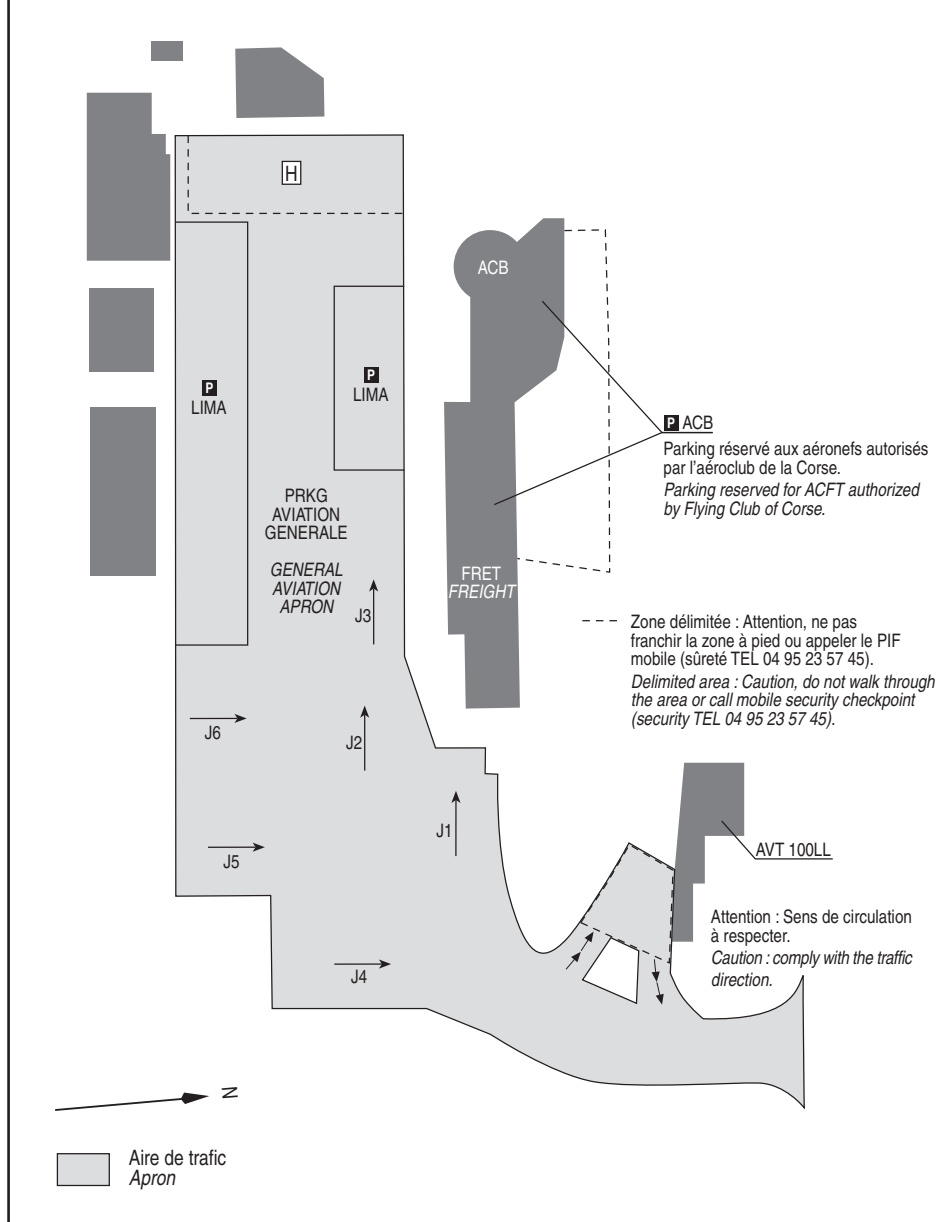 H
ACB
P
LIMA
P
LIMA
P ACB
Parking réservé aux aéronefs autorisés
par l'aéroclub de la Corse.
Parking reserved for ACFT authorized
by Flying Club of Corse.
PRKG
AVIATION
GENERALE
GENERAL
AVIATION
APRON
FRET
FREIGHT
J3
Zone délimitée : Attention, ne pas
franchir la zone à pied ou appeler le PIF
mobile (sûreté TEL 04 95 23 57 45).
Delimited area : Caution, do not walk through
the area or call mobile security checkpoint
(security TEL 04 95 23 57 45).
J6
J2
J1
J5
AVT 100LL
Attention : Sens de circulation
à respecter.
Caution : comply with the traffic
direction.
J4
N
Aire de trafic
Apron